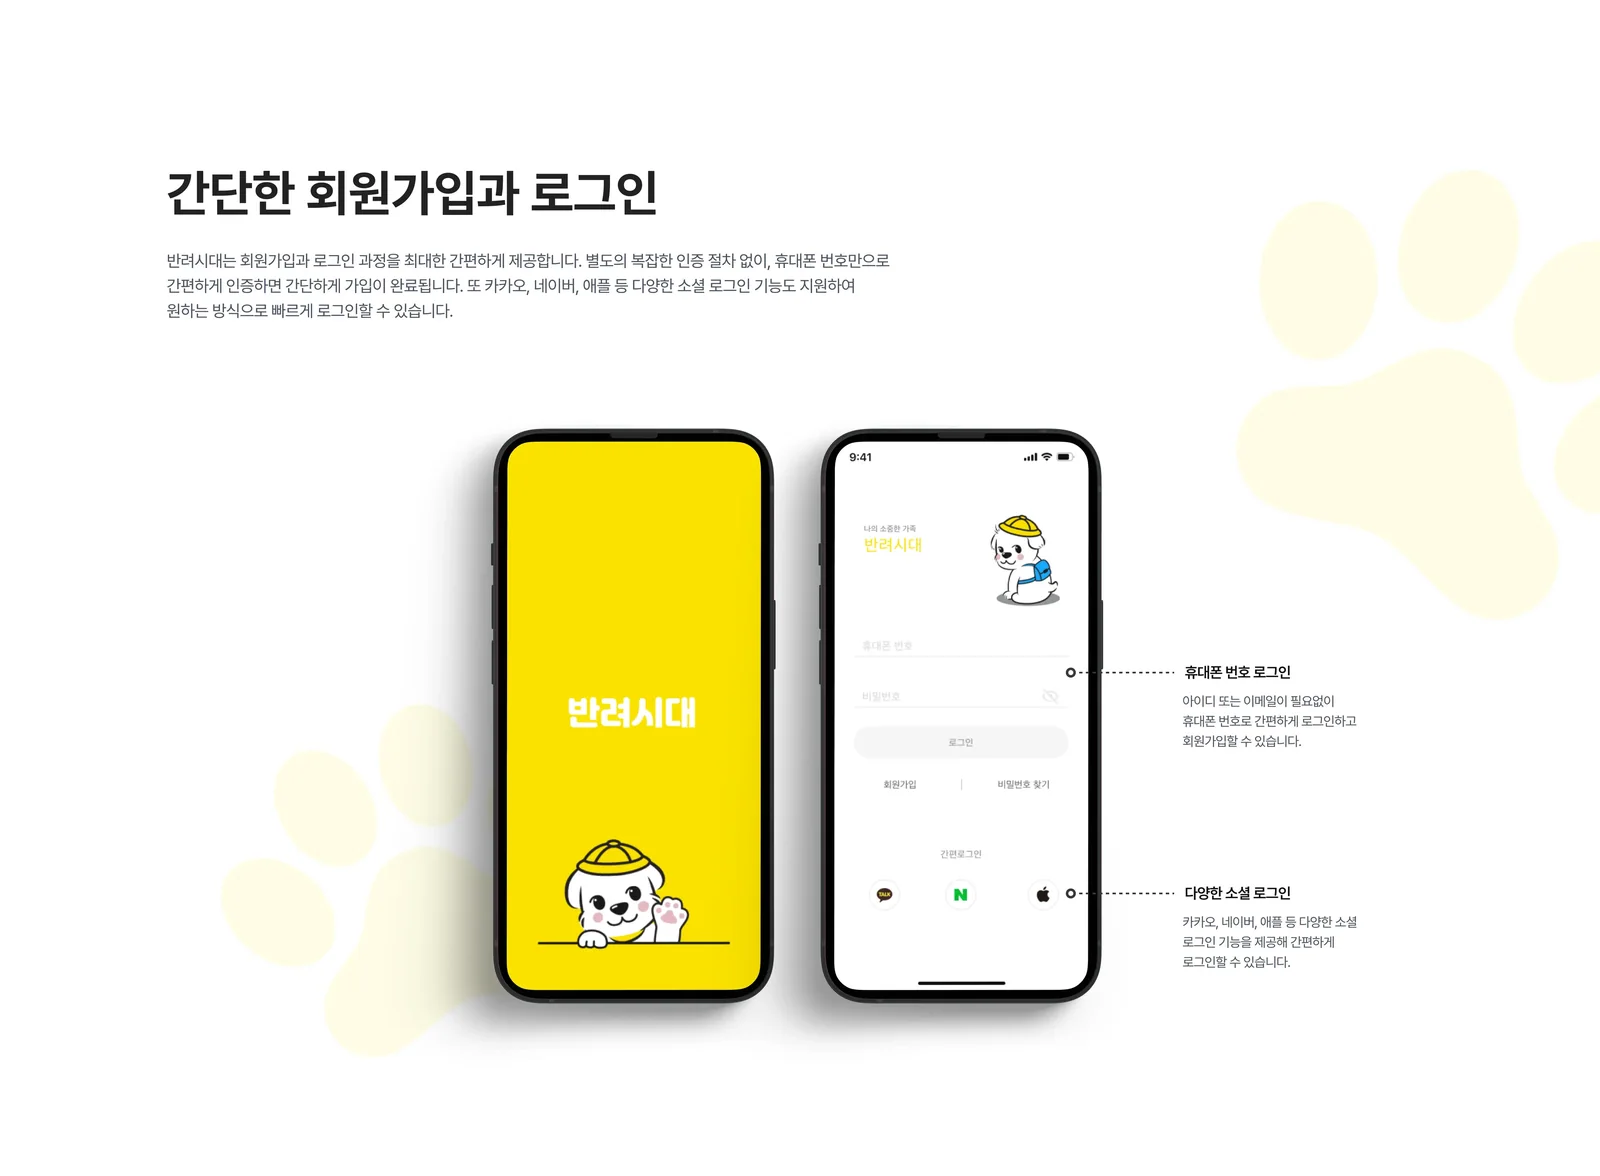 간단한 회원가입과 로그인
반려시대는 회원가입과 로그인 과정을 최대한 간편하게 제공합니다. 별도의 복잡한 인증 절차 없이, 휴대폰 번호만으로
간편하게 인증하면 간단하게 가입이 완료됩니다. 또 카카오, 네이버, 애플 등 다양한 소셜 로그인 기능도 지원하여
원하는 방식으로 빠르게 로그인할 수 있습니다.
반려시대
9:41
나의 소중한 가족
반려시대
휴대폰 번호
비밀번호
로그인
회원가입
비밀번호 찾기
간편로그인
TALK
N
휴대폰 번호 로그인
아이디 또는 이메일이 필요없이
휴대폰 번호로 간편하게 로그인하고
회원가입할 수 있습니다.
다양한 소셜 로그인
카카오, 네이버, 애플 등 다양한 소셜
로그인 기능을 제공해 간편하게
로그인할 수 있습니다.